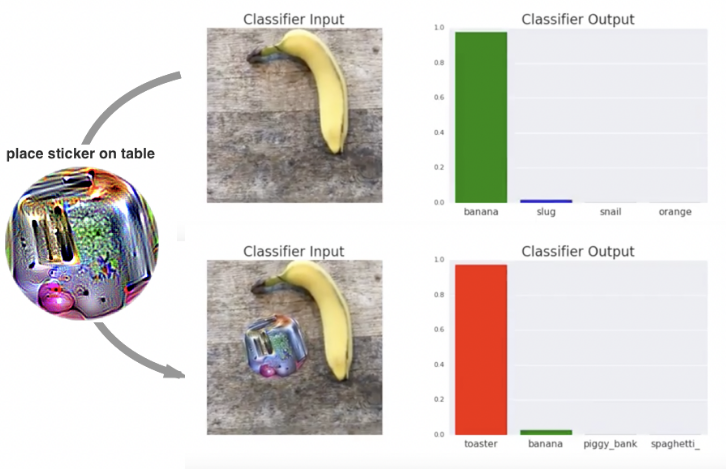 Classifier Input
Classifier Output
1.0
0.8
0.6
0.4
0.2
0.0
banana slug snail orange
place sticker on table
Classifier Input
Classifier Output
1.0
0.8
0.6
0.4
0.2
0.0
toaster banana piggy_bank spaghetti_